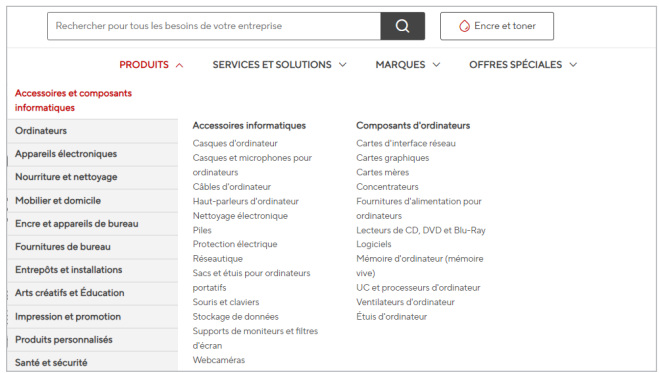 Rechercher pour tous les besoins de votre entreprise
Encre et toner
PRODUITS
SERVICES ET SOLUTIONS
MARQUES
OFFRES SPÉCIALES
Accessoires et composants
informatiques
Ordinateurs
Appareils électroniques
Nourriture et nettoyage
Mobilier et domicile
Encre et appareils de bureau
Fournitures de bureau
Entrepôts et installations
Arts créatifs et Éducation
Impression et promotion
Produits personnalisés
Santé et sécurité
Accessoires informatiques
Casques d'ordinateur
Casques et microphones pour
ordinateurs
Câbles d'ordinateur
Haut-parleurs d'ordinateur
Nettoyage électronique
Piles
Protection électrique
Réseautique
Sacs et étuis pour ordinateurs
portatifs
Souris et claviers
Stockage de données
Supports de moniteurs et filtres
d'écran
Webcaméras
Composants d'ordinateurs
Cartes d'interface réseau
Cartes graphiques
Cartes mères
Concentrateurs
Fournitures d'alimentation pour
ordinateurs
Lecteurs de CD, DVD et Blu-Ray
Logiciels
Mémoire d'ordinateur (mémoire
vive)
UC et processeurs d'ordinateur
Ventilateurs d'ordinateur
Étuis d'ordinateur